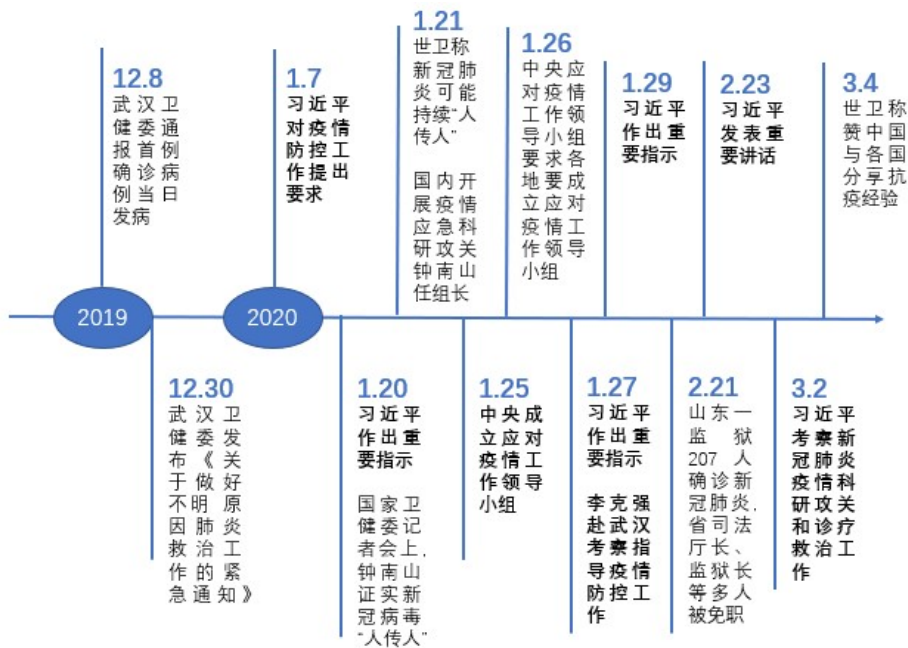 12.8
武汉卫
健委通
报首例
确诊病
例当日
发病
1.7
习近平
对疫情
防控工
作提出
要求
1.21
世卫称
新冠肺
炎可能
持续“人
传人”
国内开
展疫情
应急科
研攻关
钟南山
任组长
1.26
中央应
对疫情
工作领
导小组
要求各
地要成
立应对
疫情工
作领导
小组
1.29
习近平
作出重
要指示
2.23
习近平
发表重
要讲话
3.4
世卫称
赞中国
与各国
分享抗
疫经验
2019
2020
12.30
武汉卫
健委发
布《关
于做好
不明原
因肺炎
救治工
作的紧
急通知》
1.20
习近平
作出重
要指示
国家卫
健委记
者会上,
钟南山
证实新
冠病毒
“人传人”
1.25
中央成
立应对
疫情工
作领导
小组
1.27
习近平
作出重
要指示
李克强
赴武汉
考察指
导疫情
防控工
作
2.21
山东一
监狱
207人
确诊新
冠肺炎,
省司法
厅长、
监狱长
等多人
被免职
3.2
习近平
考察新
冠肺炎
疫情科
研攻关
和诊疗
救治工
作